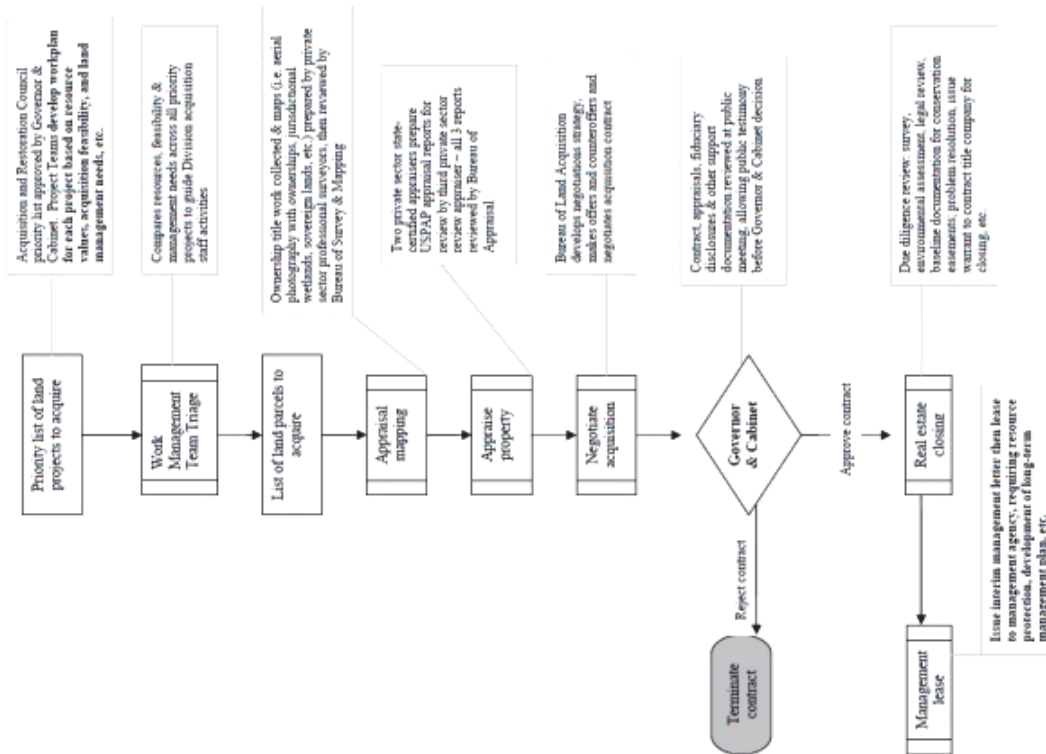 Priority list of land
projects to acquire
Acquisition and Restoration Council
priority list approved by Governor &
Cabinet. Project Teams develop workplan
for each project based on resource
values, acquisition feasibility, and land
management needs, etc.
Work
Management
Team Triage
Compares resources, feasibility &
management needs across all priority
projects to guide Division acquisition
staff activities
List of land parcels to
acquire
Ownership title work collected & maps (i.e. aerial
photography with ownerships, jurisdictional
wetlands, sovereign lands, etc.) prepared by private
sector professional surveyors, then reviewed by
Bureau of Survey & Mapping
Appraisal
mapping
Appraise
property
Two private sector state-
certified appraisers prepare
USPAP appraisal reports for
review by third private sector
review appraiser – all 3 reports
reviewed by Bureau of
Appraisal
Negotiate
acquisition
Bureau of Land Acquisition
develops negotiations strategy,
makes offers and counteroffers and
negotiates acquisition contract
Governor
& Cabinet
Contract, appraisals, fiduciary
disclosures & other support
documentation reviewed at public
meeting, allowing public testimony
before Governor & Cabinet decision
Reject contract
Terminate
contract
Approve contract
Real estate
closing
Due diligence review: survey,
environmental assessment, legal review,
baseline documentation for conservation
easements; problem resolution, issue
warrant to contract title company for
closing, etc.
Management
lease
Issue interim management letter then lease
to management agency, requiring resource
protection, development of long-term
management plan, etc.